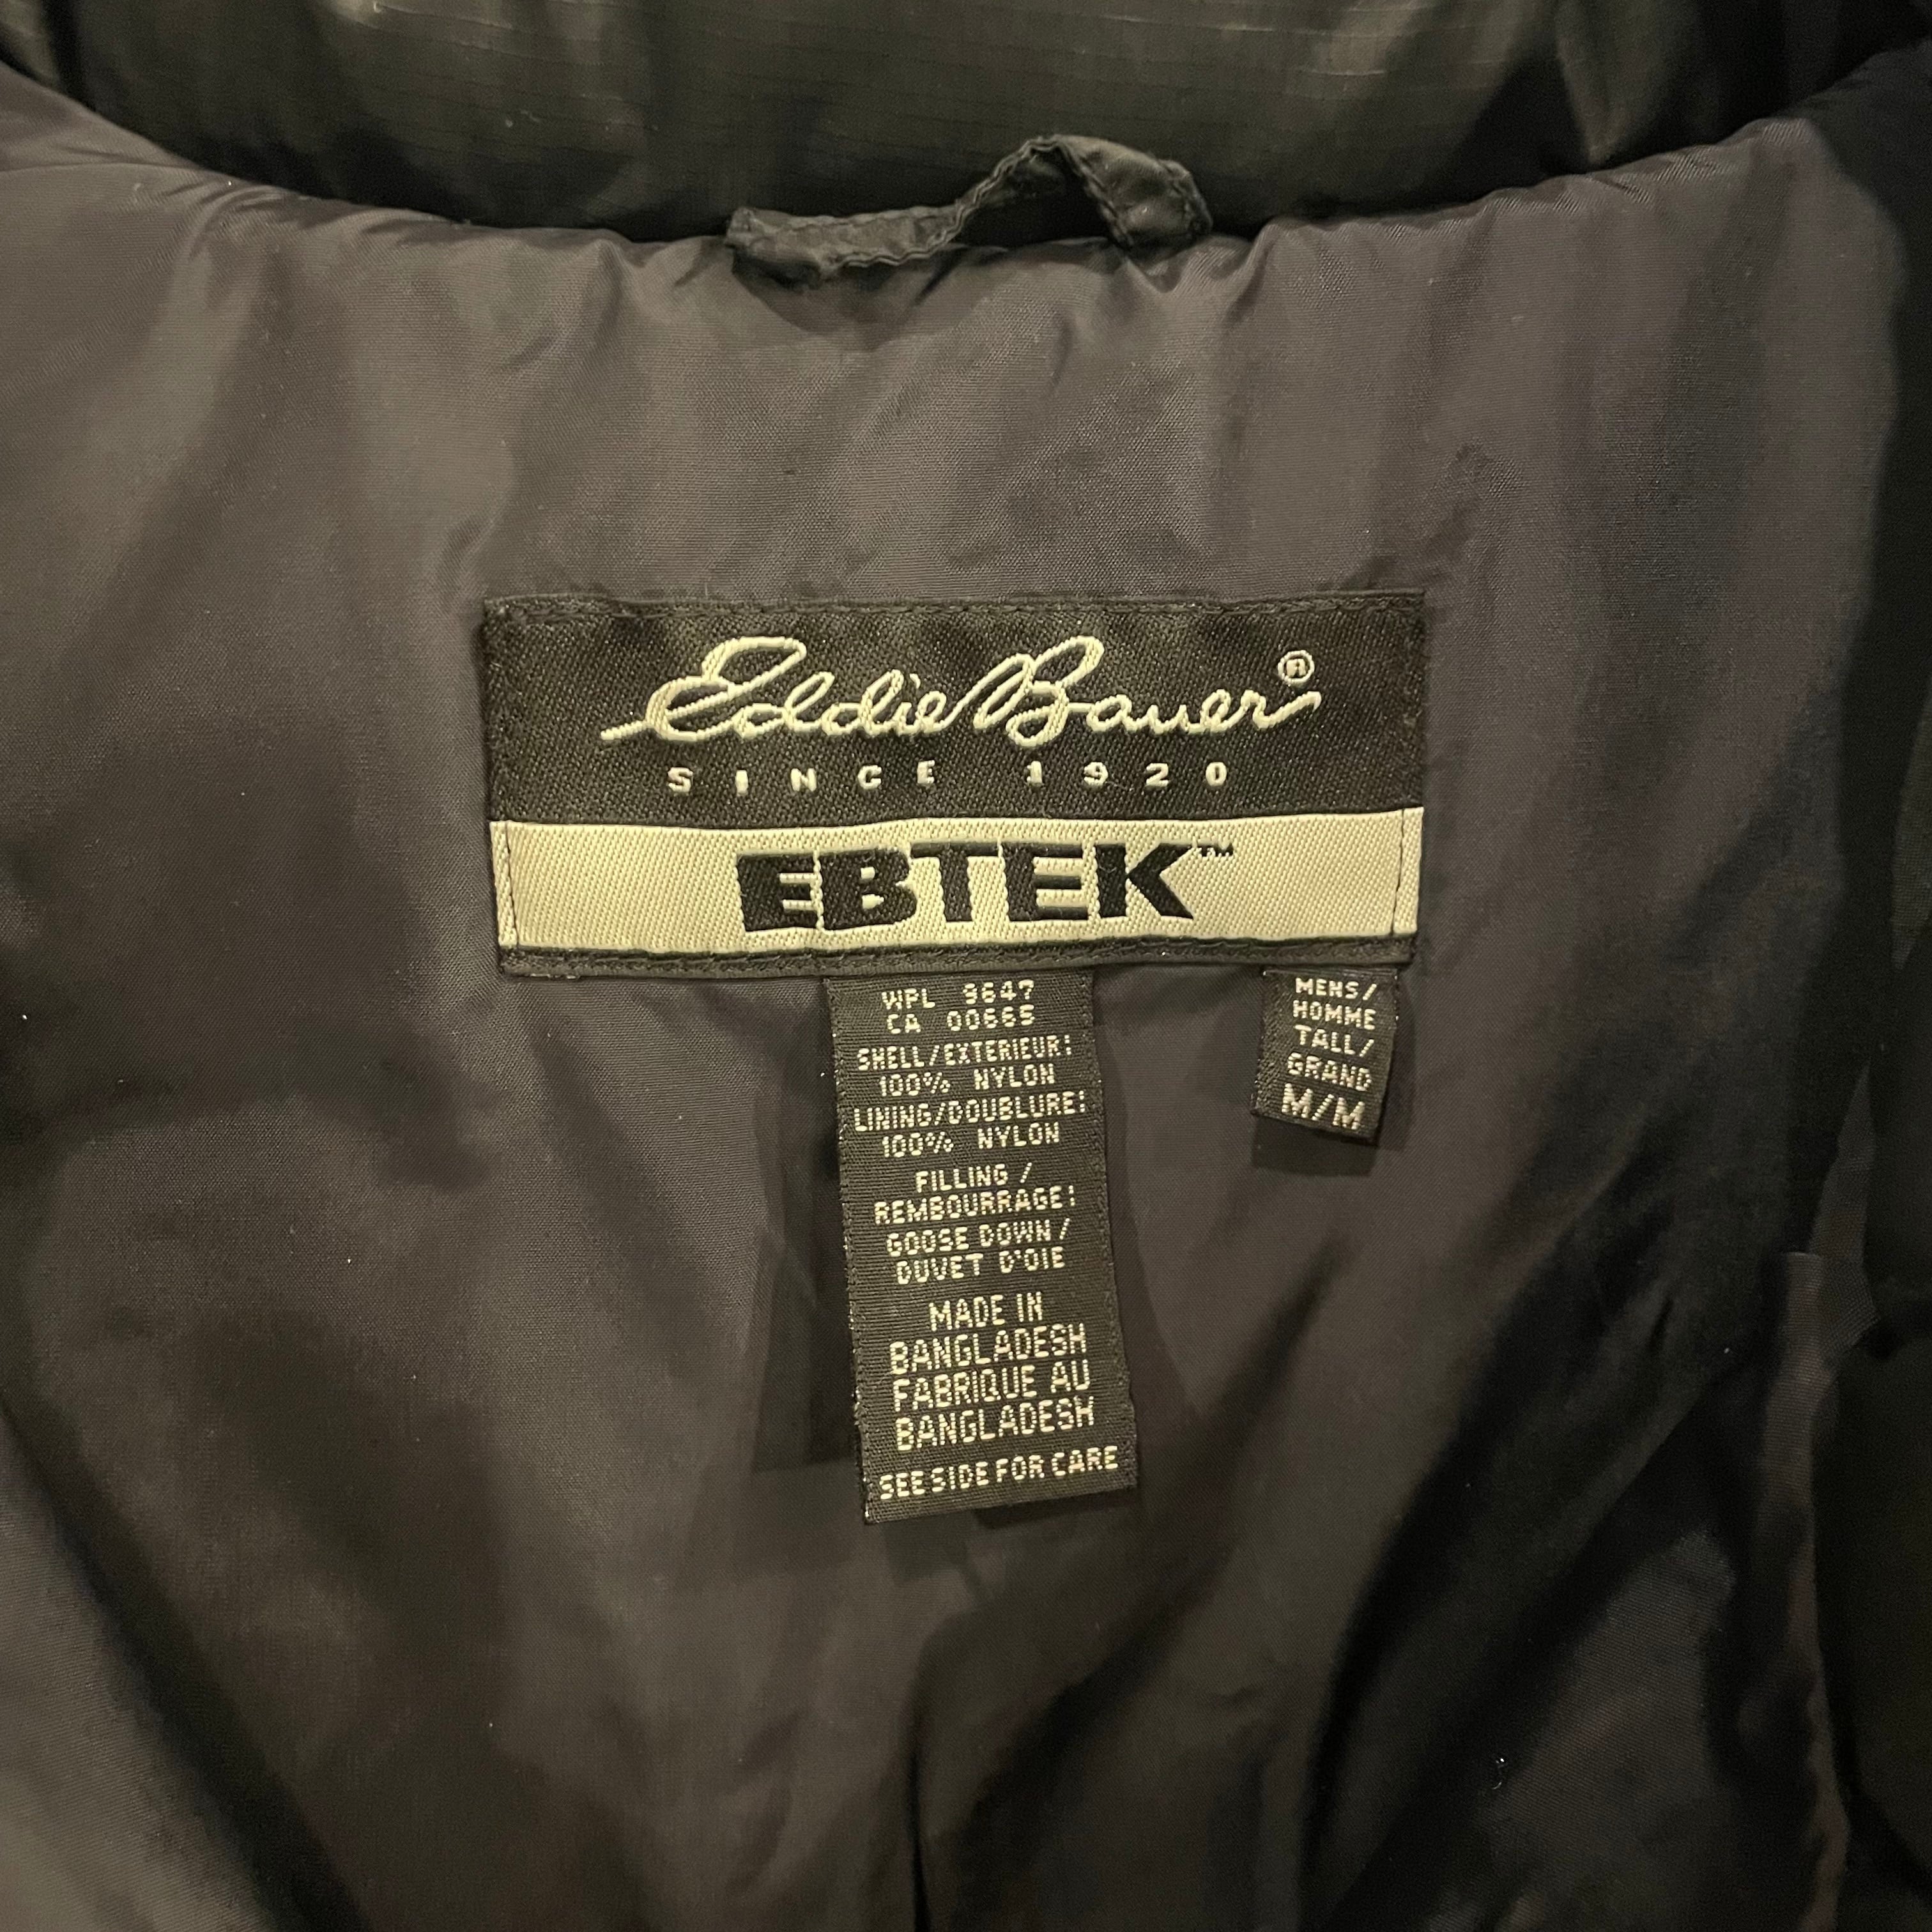 Eddie Bauer®
SINCE 1920
EBTEK™
WPL 9647
CA 00665
SHELL/EXTERIEUR:
100% NYLON
LINING/DOUBLURE:
100% NYLON
FILLING/
REMBOURRAGE:
GOOSE DOWN/
DUVET D'OIE
MADE IN
BANGLADESH
FABRIQUE AU
BANGLADESH
SEE SIDE FOR CARE
MENS/
HOMME
TALL/
GRAND
M/M